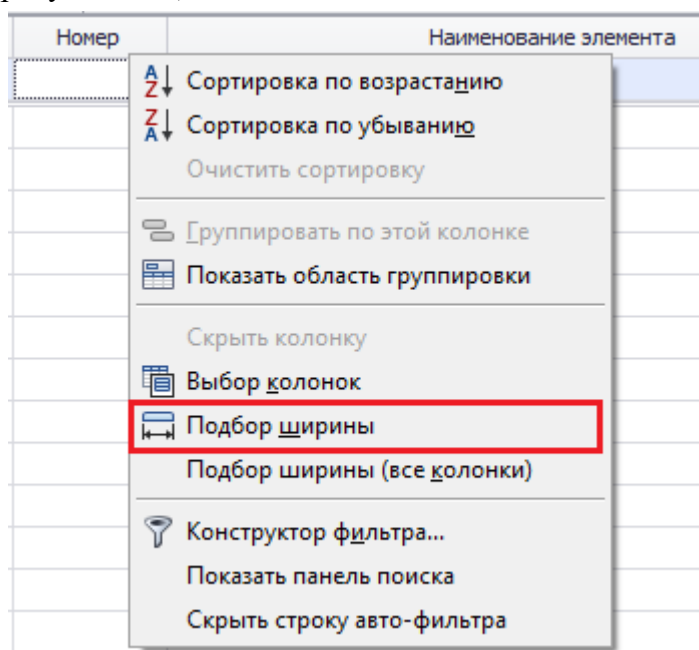 Номер Наименование элемента
Сортировка по возрастанию
Сортировка по убыванию
Очистить сортировку
Группировать по этой колонке
Показать область группировки
Скрыть колонку
Выбор колонок
Подбор ширины
Подбор ширины (все колонки)
Конструктор фильтра...
Показать панель поиска
Скрыть строку авто-фильтра